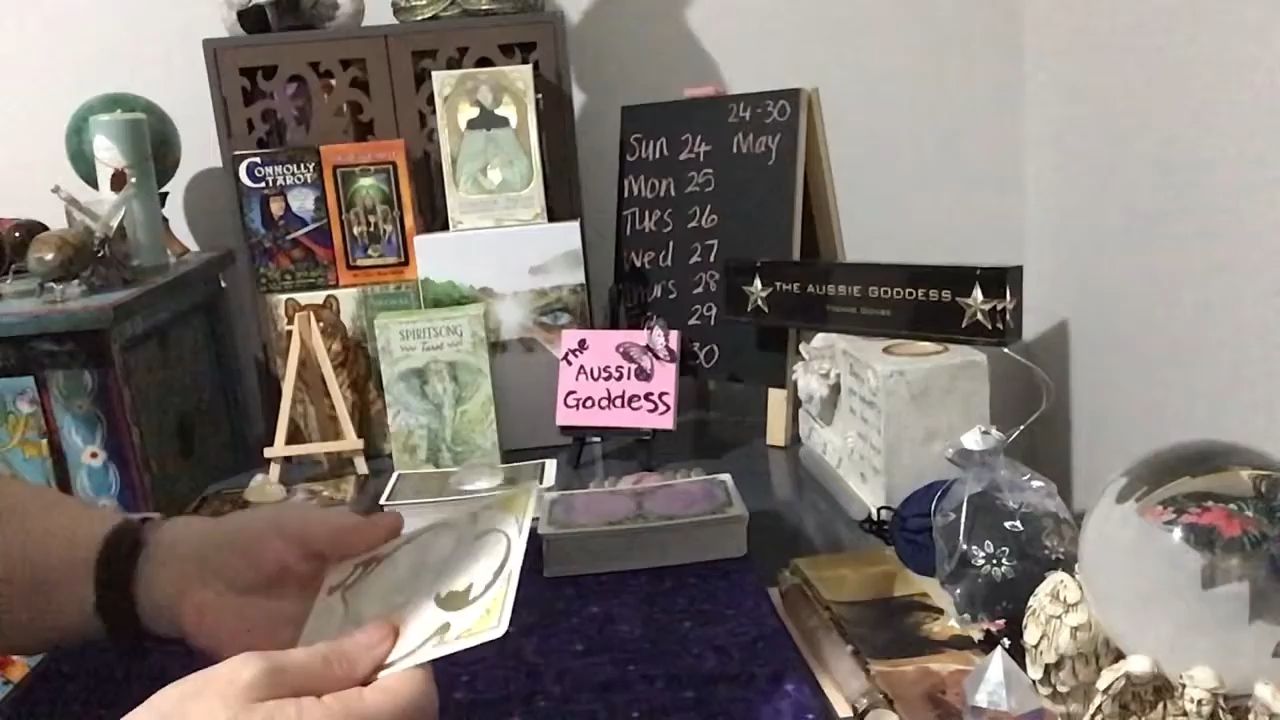 24-30
May
Sun 24
Mon 25
Tues 26
Wed 27
Thurs 28
29
30
CONNOLLY
TAROT
SPIRITSONG
Tarot
THE AUSSIE GODDESS
The
Aussie
Goddess